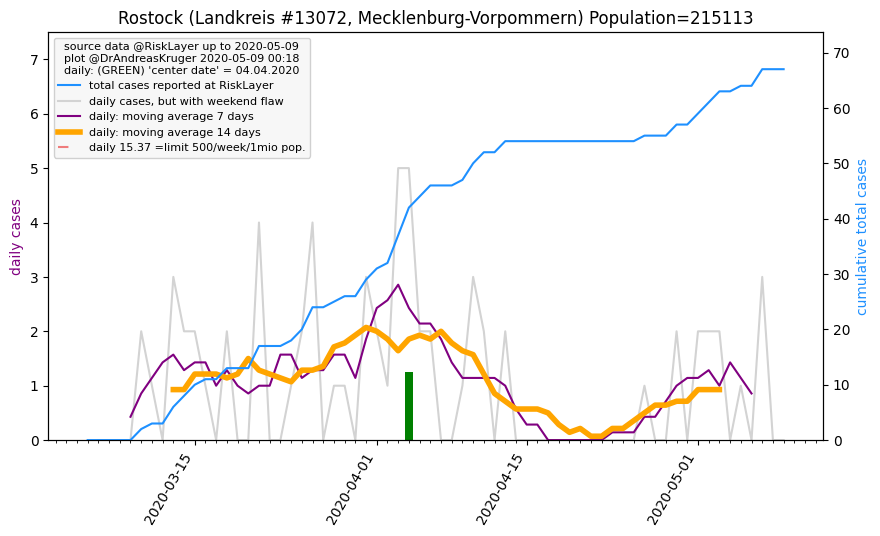 Rostock (Landkreis #13072, Mecklenburg-Vorpommern) Population=215113
source data @RiskLayer up to 2020-05-09
plot @DrAndreasKruger 2020-05-09 00:18
daily: (GREEN) 'center date' = 04.04.2020
total cases reported at RiskLayer
daily cases, but with weekend flaw
daily: moving average 7 days
daily: moving average 14 days
daily 15.37 =limit 500/week/1mio pop.
daily cases
7
6
5
4
3
2
1
0
cumulative total cases
70
60
50
40
30
20
10
0
2020-03-15
2020-04-01
2020-04-15
2020-05-01